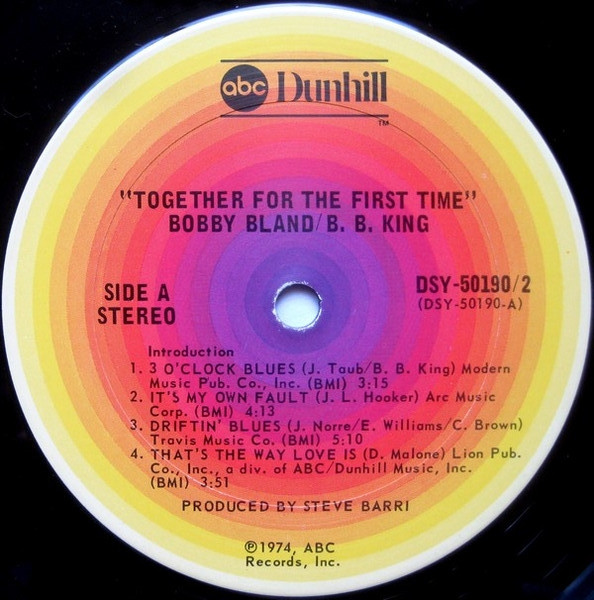 abc Dunhill
TM
"TOGETHER FOR THE FIRST TIME"
BOBBY BLAND/B. B. KING
SIDE A
STEREO
DSY-50190/2
(DSY-50190-A)
Introduction
1. 3 O'CLOCK BLUES (J. Taub/B. B. King) Modern
Music Pub. Co., Inc. (BMI) 3:15
2. IT'S MY OWN FAULT (J. L. Hooker) Arc Music
Corp. (BMI) 4:13
3. DRIFTIN' BLUES (J. Norre/E. Williams/C. Brown)
Travis Music Co. (BMI) 5:10
4. THAT'S THE WAY LOVE IS (D. Malone) Lion Pub.
Co., Inc., a div. of ABC/Dunhill Music, Inc.
(BMI) 3:51
PRODUCED BY STEVE BARRI
℗1974, ABC
Records, Inc.